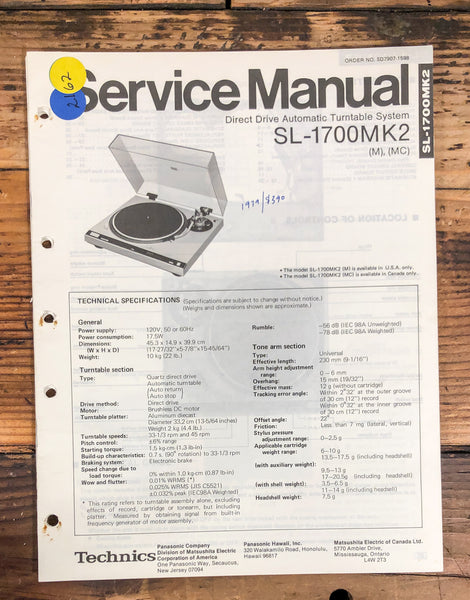 ORDER NO. SD7907-1598
2162
Service Manual
Direct Drive Automatic Turntable System
SL-1700MK2
(M), (MC)
SL-1700MK2
1979/$390
• The model SL-1700MK2 (M) is available in U.S.A. only.
• The model SL-1700MK2 (MC) is available in Canada only.
TECHNICAL SPECIFICATIONS (Specifications are subject to change without notice.)
(Weighs and dimensions shown are approximate.)
General
Power supply: 120V, 50 or 60Hz
Power consumption: 17.5W
Dimensions: 45.3 x 14.9 x 39.9 cm
(W x H x D) (17-27/32"x5-7/8"x15-45/64")
Weight: 10 kg (22 lb.)
Turntable section
Type: Quartz direct drive
Automatic turntable
(Auto return)
(Auto stop)
Drive method: Direct drive
Motor: Brushless DC motor
Turntable platter: Aluminum diecast
Diameter 33.2 cm (13-5/64 inches)
Weight 2 kg (4.4 lb.)
Turntable speeds: 33-1/3 rpm and 45 rpm
Pitch control: ±6% range
Starting torque: 1.5 kg·cm (1.3 lb-in)
Build-up characteristics: 0.7 s. (90° rotation) to 33-1/3 rpm
Braking system: Electronic brake
Speed change due to
load torque: 0% within 1.0 kg·cm (0.87 lb-in)
Wow and flutter: 0.01% WRMS (*)
0.025% WRMS (JIS C5521)
±0.032% peak (IEC98A Weighted)
* This rating refers to turntable assembly alone, excluding
effects of record, cartridge or tonearm, but including
platter. Measured by obtaining signal from built-in
frequency generator of motor assembly.
Rumble: −56 dB (IEC 98A Unweighted)
−78 dB (IEC 98A Weighted)
Tone arm section
Type: Universal
Effective length: 230 mm (9-1/16")
Arm height adjustment
range: 0—6 mm
Overhang: 15 mm (19/32")
Effective mass: 12 g (without cartridge)
Tracking error angle: Within 2°32' at the outer groove
of 30 cm (12") record
Within 0°32' at the inner groove
of 30 cm (12") record
Offset angle: 22°
Friction: Less than 7 mg (lateral, vertical)
Stylus pressure
adjustment range: 0—2.5 g
Applicable cartridge
weight range: 6—10 g
13.5—17.5 g (including headshell)
(with auxiliary weight)
9.5—13 g
17—20.5g (including headshell)
(with shell weight) 3.5—6.5 g
11—14 g (including headshell)
Headshell weight: 7.5 g
Technics
Panasonic Company
Division of Matsushita Electric
Corporation of America
One Panasonic Way, Secaucus,
New Jersey 07094
Panasonic Hawaii, Inc.
320 Waiakamilo Road, Honolulu,
Hawaii 96817
Matsushita Electric of Canada Ltd.
5770 Ambler Drive,
Mississauga, Ontario
L4W 2T3